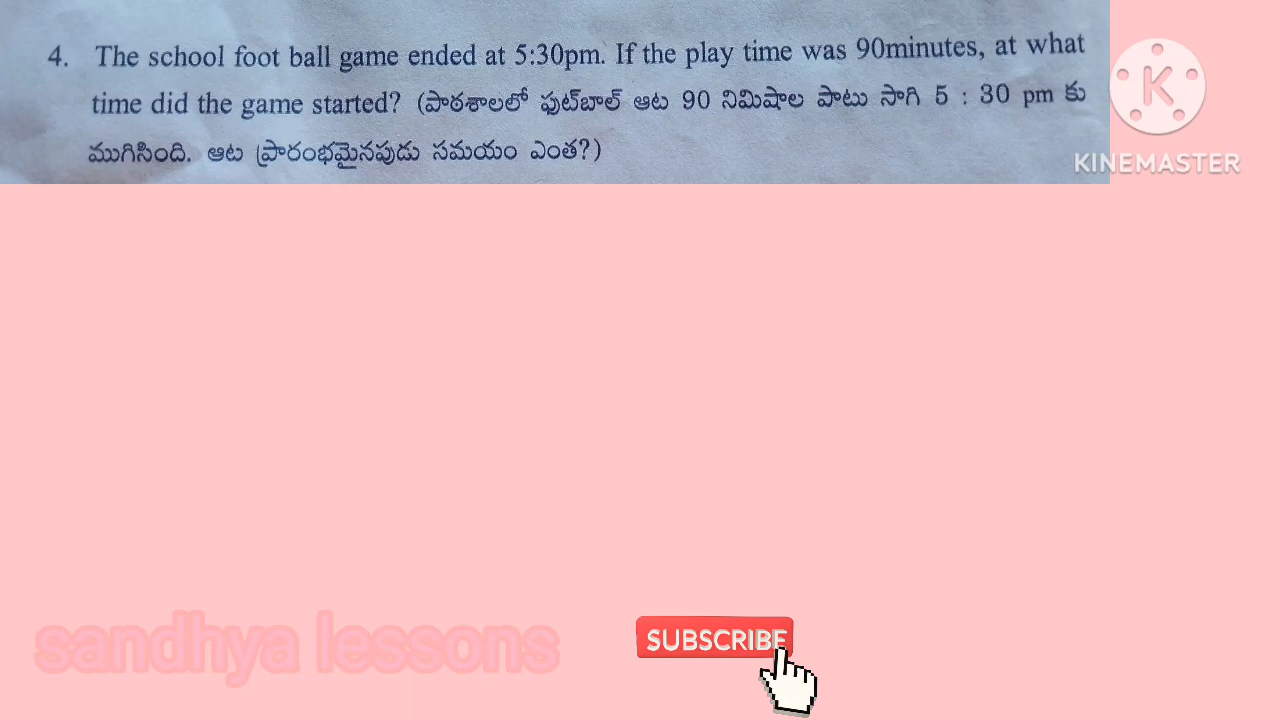 4. The school foot ball game ended at 5:30pm. If the play time was 90minutes, at what
time did the game started? (పాఠశాలలో ఫుట్‌బాల్ ఆట 90 నిమిషాల పాటు సాగి 5 : 30 pm కు
ముగిసింది. ఆట ప్రారంభమైనపుడు సమయం ఎంత?)
K
KINEMASTER
sandhya lessons
SUBSCRIBE